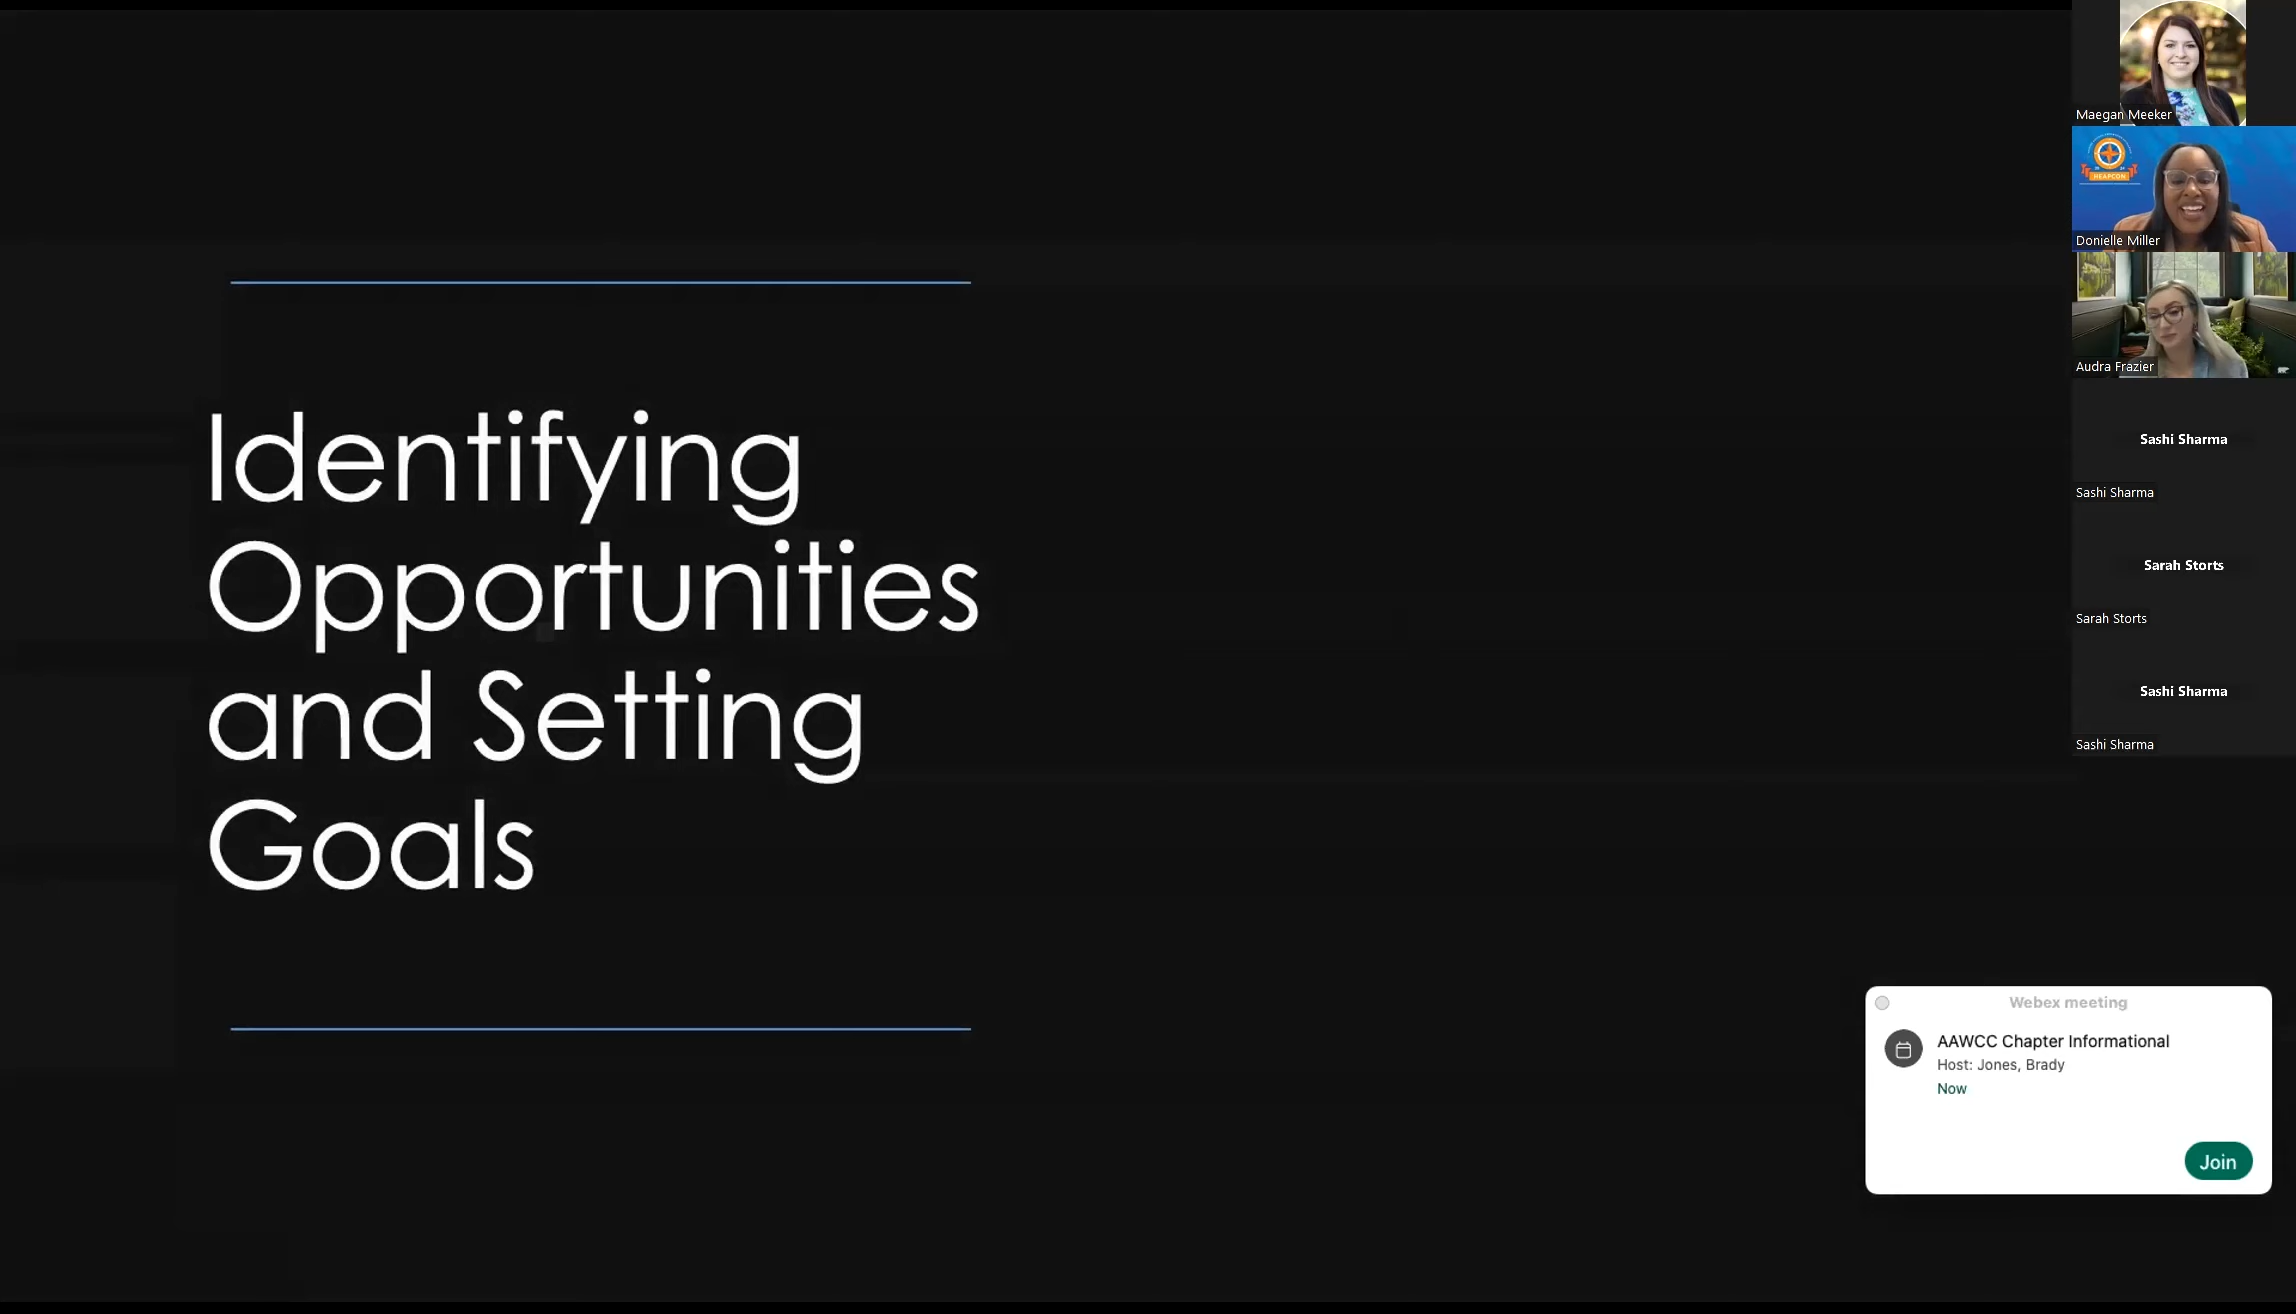 Identifying
Opportunities
and Setting
Goals
Maegan Meeker
HEAPCON
Donielle Miller
Audra Frazier
Sashi Sharma
Sashi Sharma
Sarah Storts
Sarah Storts
Sashi Sharma
Sashi Sharma
Webex meeting
AAWCC Chapter Informational
Host: Jones, Brady
Now
Join